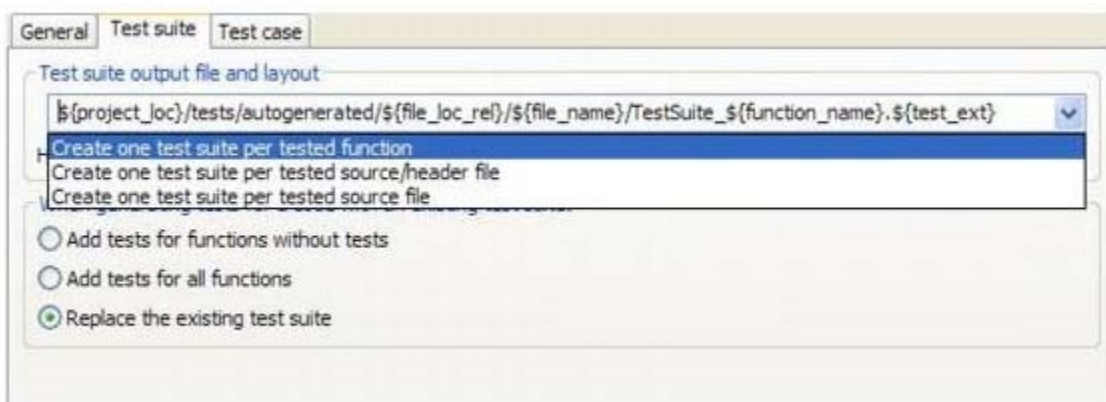 General Test suite Test case
Test suite output file and layout
${project_loc}/tests/autogenerated/${file_loc_rel}/${file_name}/TestSuite_${function_name}.${test_ext}
Create one test suite per tested function
Create one test suite per tested source/header file
Create one test suite per tested source file
Add tests for functions without tests
Add tests for all functions
Replace the existing test suite